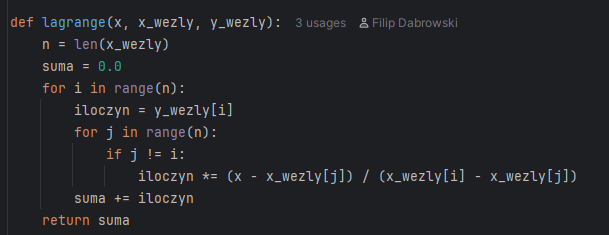 def lagrange(x, x_wezly, y_wezly):  3 usages  Filip Dabrowski
    n = len(x_wezly)
    suma = 0.0
    for i in range(n):
        iloczyn = y_wezly[i]
        for j in range(n):
            if j != i:
                iloczyn *= (x - x_wezly[j]) / (x_wezly[i] - x_wezly[j])
        suma += iloczyn
    return suma